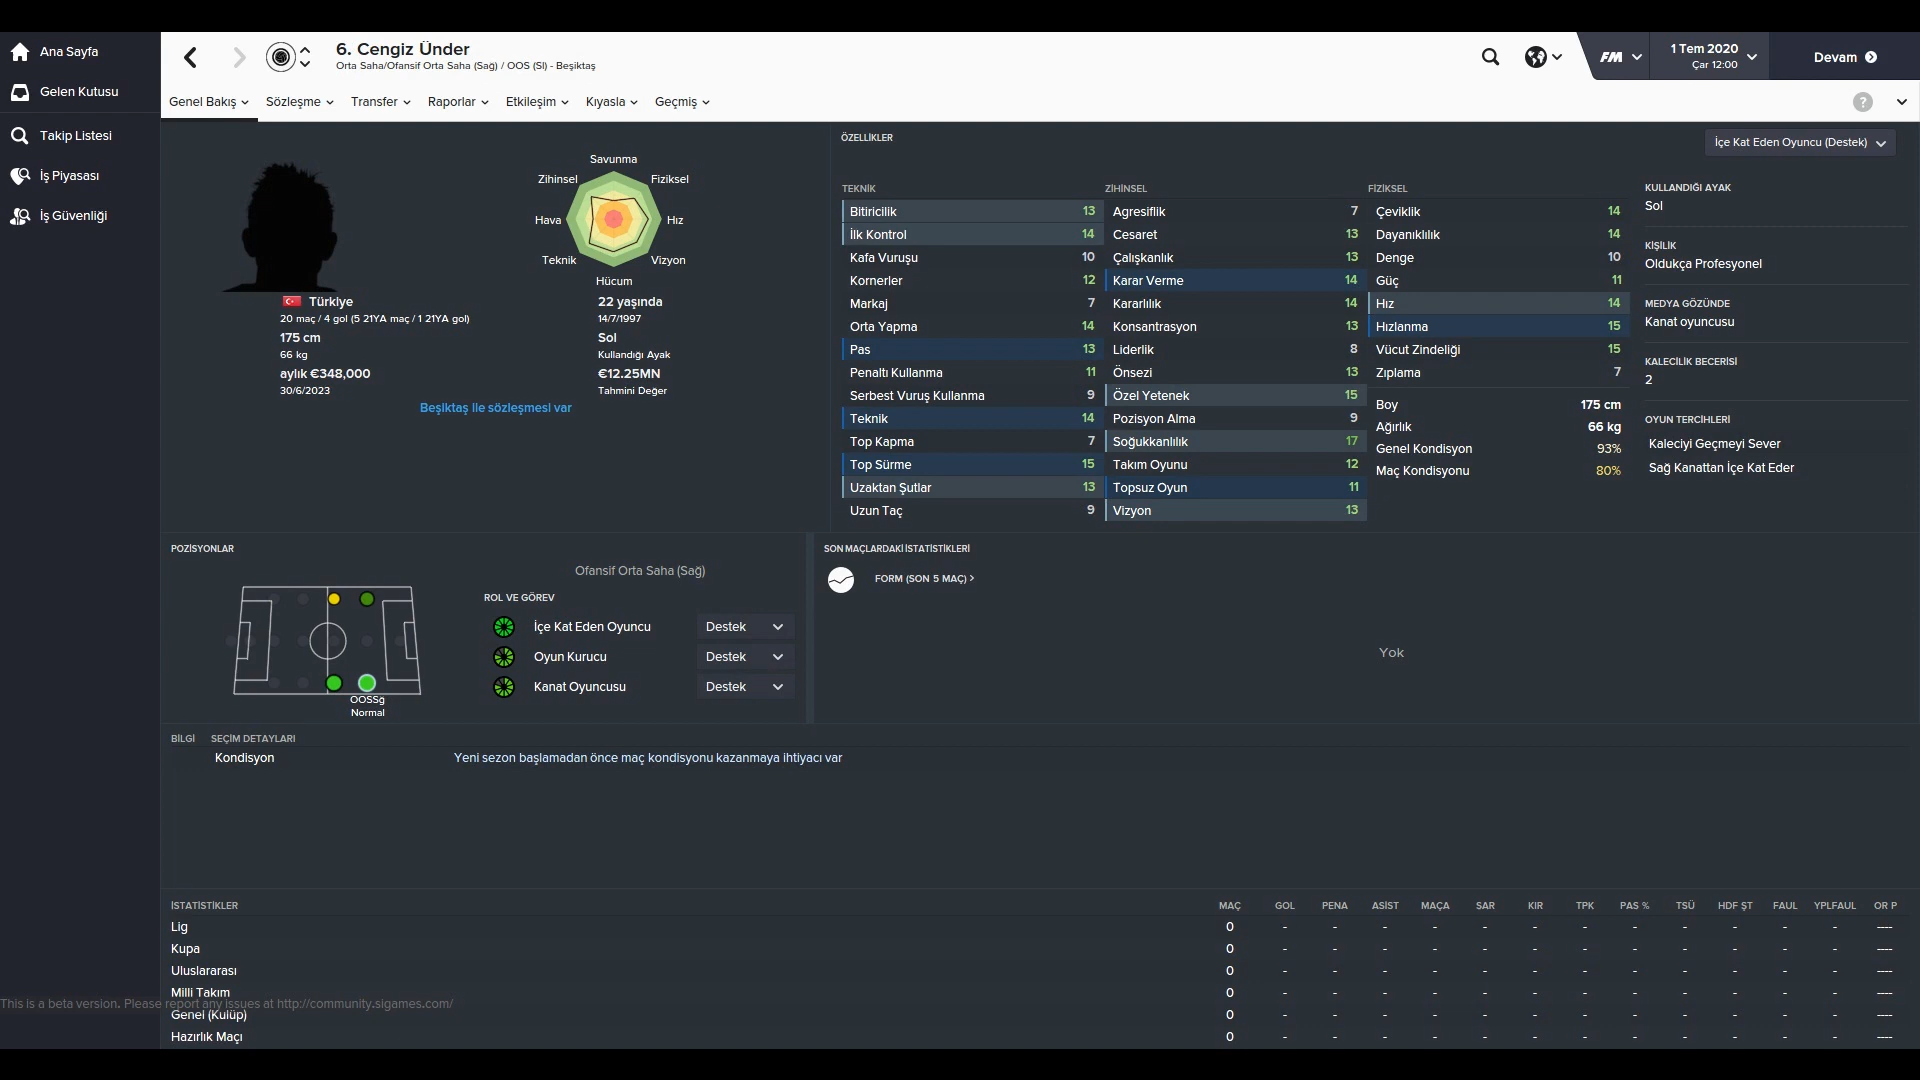 Ana Sayfa
Gelen Kutusu
Takip Listesi
İş Piyasası
İş Güvenliği
6. Cengiz Ünder
Orta Saha/Ofansif Orta Saha (Sağ) / OOS (Sl) - Beşiktaş
FM
1 Tem 2020
Çar 12:00
Devam
Genel Bakış
Sözleşme
Transfer
Raporlar
Etkileşim
Kıyasla
Geçmiş
?
Savunma
Zihinsel
Fiziksel
Hava
Hız
Teknik
Vizyon
Hücum
Türkiye
20 maç / 4 gol (5 21YA maç / 1 21YA gol)
175 cm
66 kg
aylık €348,000
30/6/2023
22 yaşında
14/7/1997
Sol
Kullandığı Ayak
€12.25MN
Tahmini Değer
Beşiktaş ile sözleşmesi var
ÖZELLİKLER
İçe Kat Eden Oyuncu (Destek)
TEKNİK
Bitiricilik 13
İlk Kontrol 14
Kafa Vuruşu 10
Kornerler 12
Markaj 7
Orta Yapma 14
Pas 13
Penaltı Kullanma 11
Serbest Vuruş Kullanma 9
Teknik 14
Top Kapma 7
Top Sürme 15
Uzaktan Şutlar 13
Uzun Taç 9
ZİHİNSEL
Agresiflik 7
Cesaret 13
Çalışkanlık 13
Karar Verme 14
Kararlılık 14
Konsantrasyon 13
Liderlik 8
Önsezi 13
Özel Yetenek 15
Pozisyon Alma 9
Soğukkanlılık 17
Takım Oyunu 12
Topsuz Oyun 11
Vizyon 13
FİZİKSEL
Çeviklik 14
Dayanıklılık 14
Denge 10
Güç 11
Hız 14
Hızlanma 15
Vücut Zindeliği 15
Zıplama 7
Boy 175 cm
Ağırlık 66 kg
Genel Kondisyon 93%
Maç Kondisyonu 80%
KULLANDIĞI AYAK
Sol
KİŞİLİK
Oldukça Profesyonel
MEDYA GÖZÜNDE
Kanat oyuncusu
KALECİLİK BECERİSİ
2
OYUN TERCİHLERİ
Kaleciyi Geçmeyi Sever
Sağ Kanattan İçe Kat Eder
POZİSYONLAR
OOSSğ
Normal
Ofansif Orta Saha (Sağ)
ROL VE GÖREV
İçe Kat Eden Oyuncu Destek
Oyun Kurucu Destek
Kanat Oyuncusu Destek
SON MAÇLARDAKİ İSTATİSTİKLERİ
FORM (SON 5 MAÇ) >
Yok
BİLGİ SEÇİM DETAYLARI
Kondisyon Yeni sezon başlamadan önce maç kondisyonu kazanmaya ihtiyacı var
İSTATİSTİKLER MAÇ GOL PENA ASİST MAÇA SAR KIR TPK PAS % TSÜ HDF ŞT FAUL YPLFAUL OR P
Lig 0 - - - - - - - - - - - - ----
Kupa 0 - - - - - - - - - - - - ----
Uluslararası 0 - - - - - - - - - - - - ----
Milli Takım 0 - - - - - - - - - - - - ----
This is a beta version. Please report any issues at http://community.sigames.com/
Genel (Kulüp) 0 - - - - - - - - - - - - ----
Hazırlık Maçı 0 - - - - - - - - - - - - ----